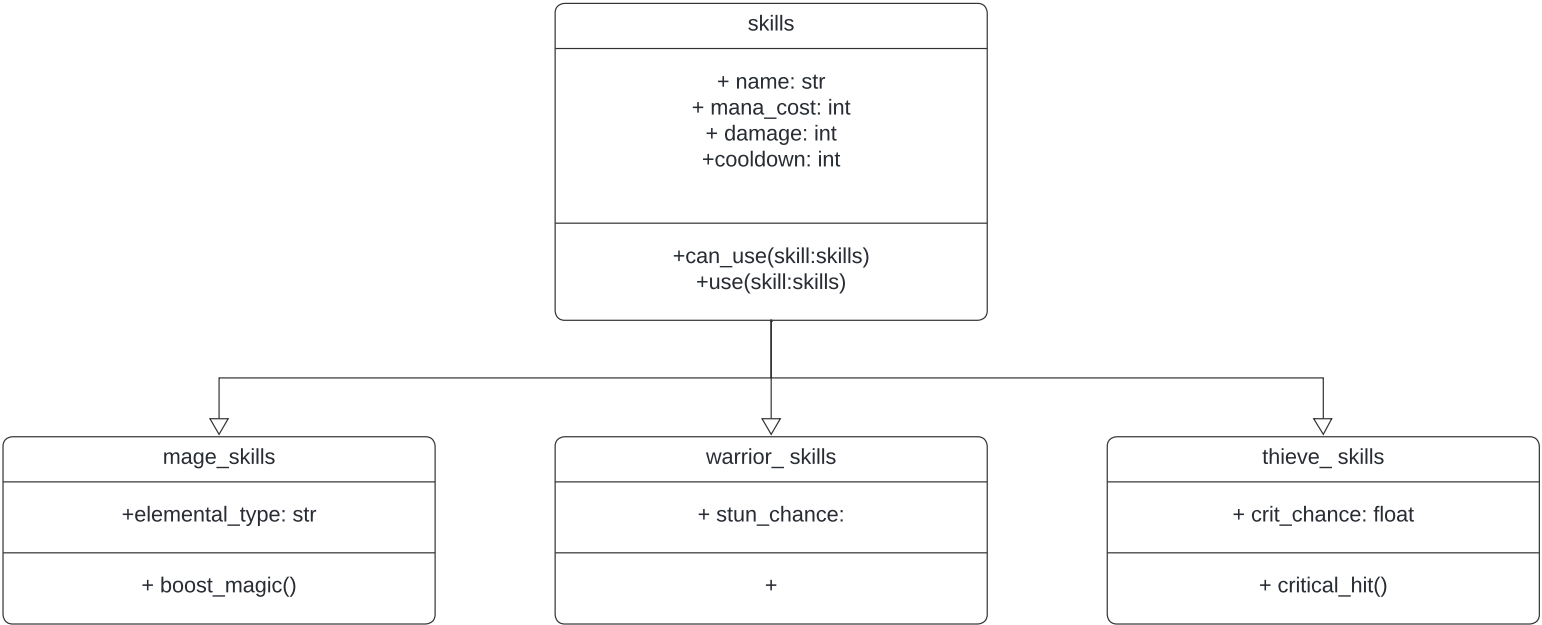 skills
+ name: str
+ mana_cost: int
+ damage: int
+cooldown: int
+can_use(skill:skills)
+use(skill:skills)
mage_skills
+elemental_type: str
+ boost_magic()
warrior_ skills
+ stun_chance:
+
thieve_ skills
+ crit_chance: float
+ critical_hit()